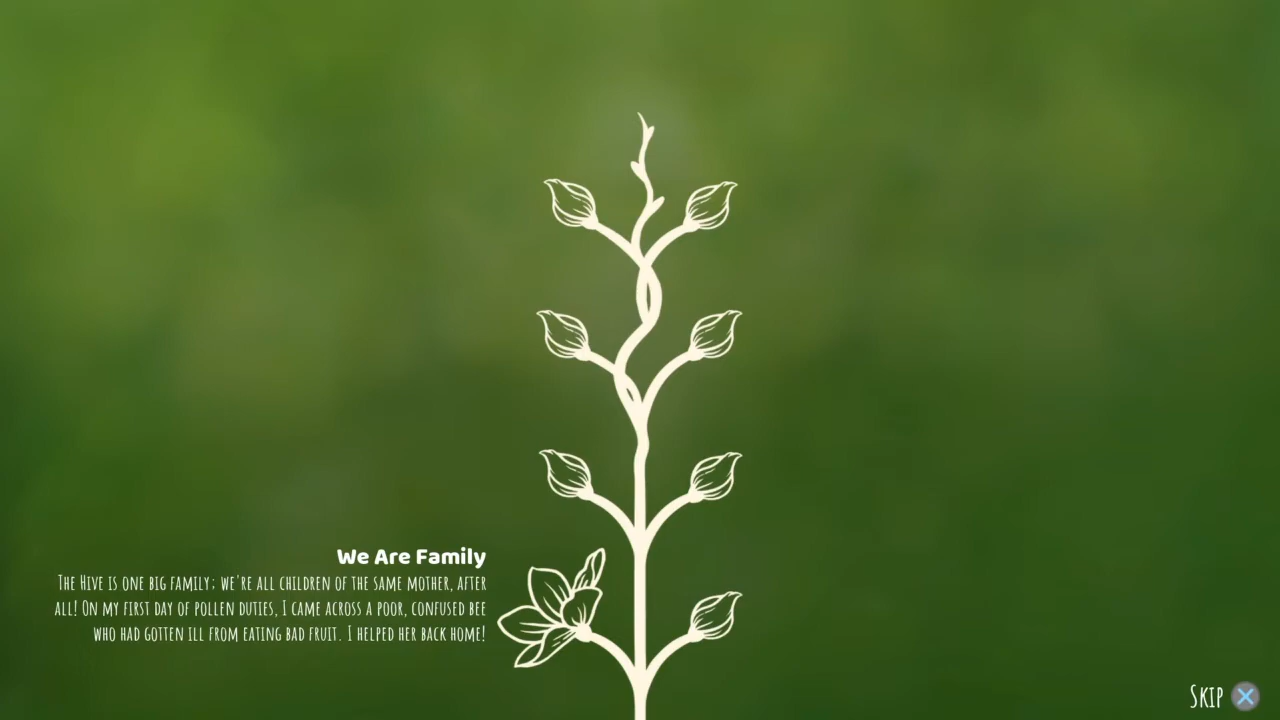 We Are Family
The Hive is one big family; we're all children of the same mother, after
all! On my first day of pollen duties, I came across a poor, confused bee
who had gotten ill from eating bad fruit. I helped her back home!
Skip